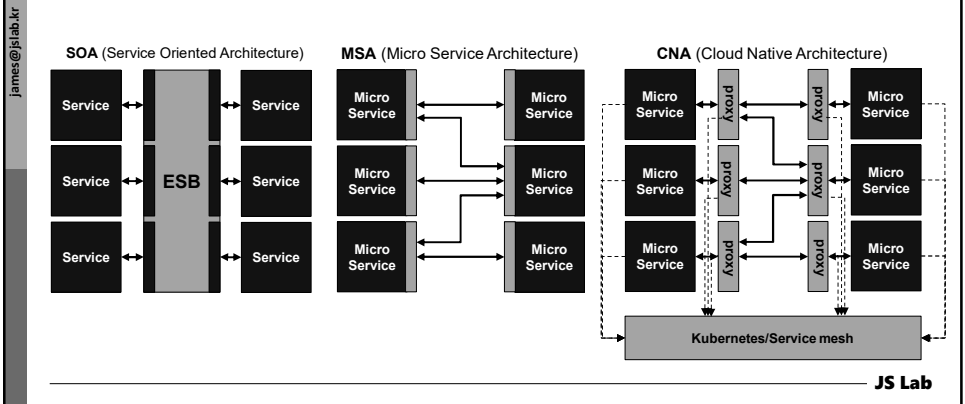 james@jslab.kr
SOA (Service Oriented Architecture)
Service
Service
Service
ESB
Service
Service
Service
MSA (Micro Service Architecture)
Micro
Service
Micro
Service
Micro
Service
Micro
Service
Micro
Service
Micro
Service
CNA (Cloud Native Architecture)
Micro
Service
proxy
proxy
Micro
Service
Micro
Service
proxy
proxy
Micro
Service
Micro
Service
proxy
proxy
Micro
Service
Kubernetes/Service mesh
JS Lab